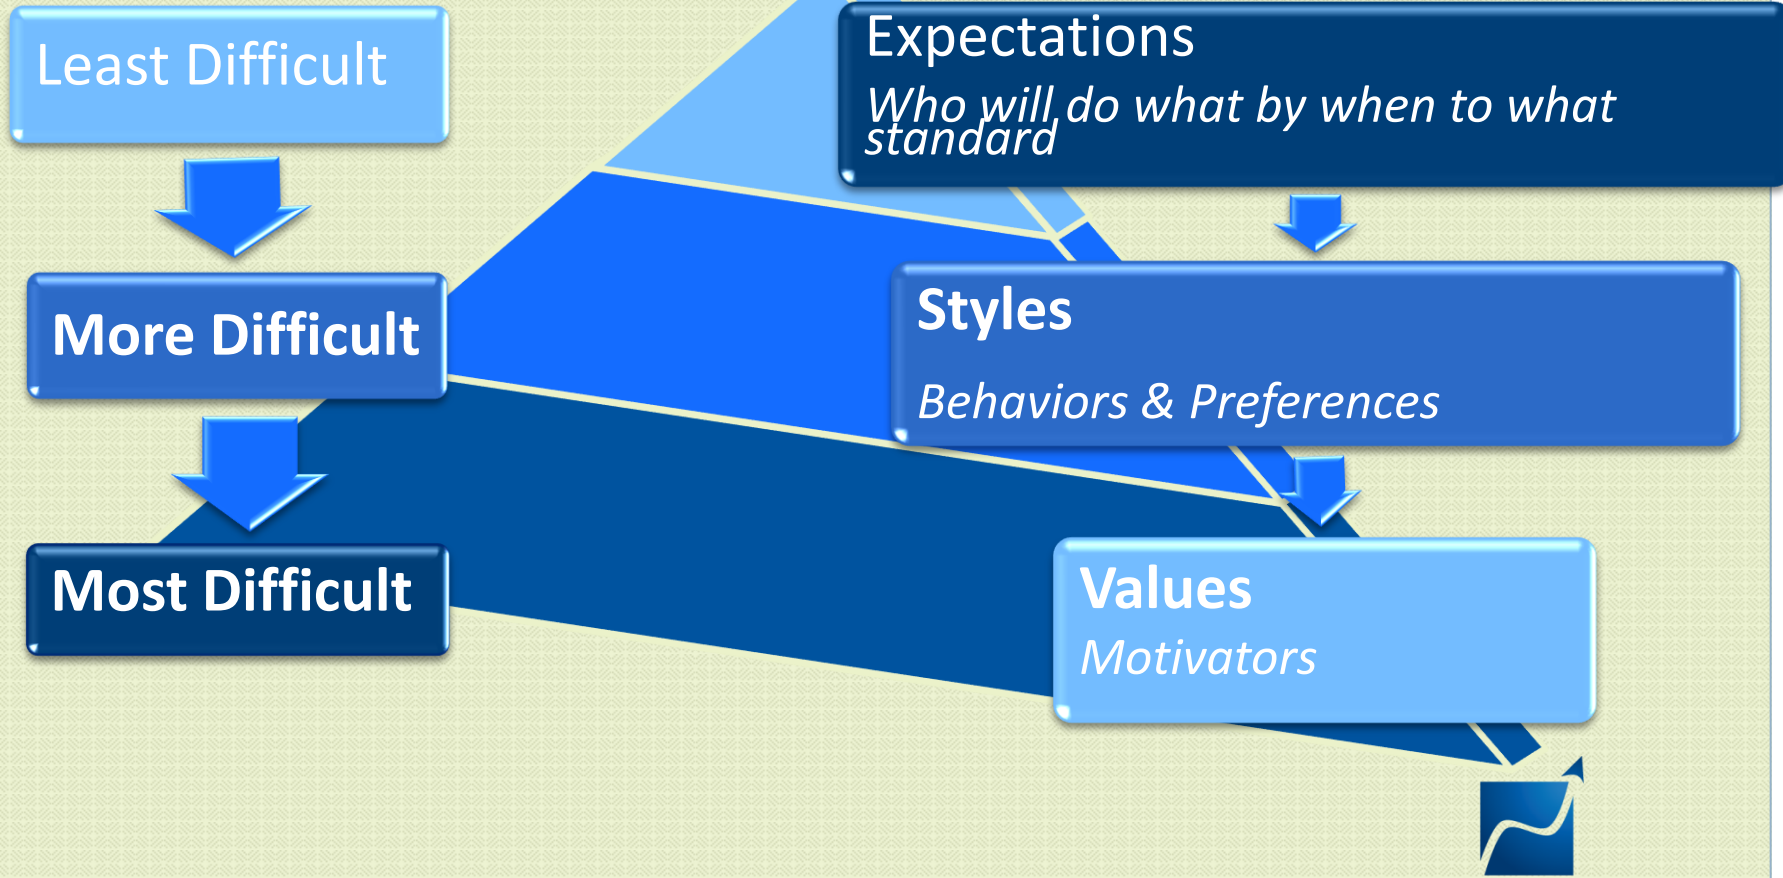 Least Difficult
Expectations
Who will do what by when to what
standard
More Difficult
Styles
Behaviors & Preferences
Most Difficult
Values
Motivators